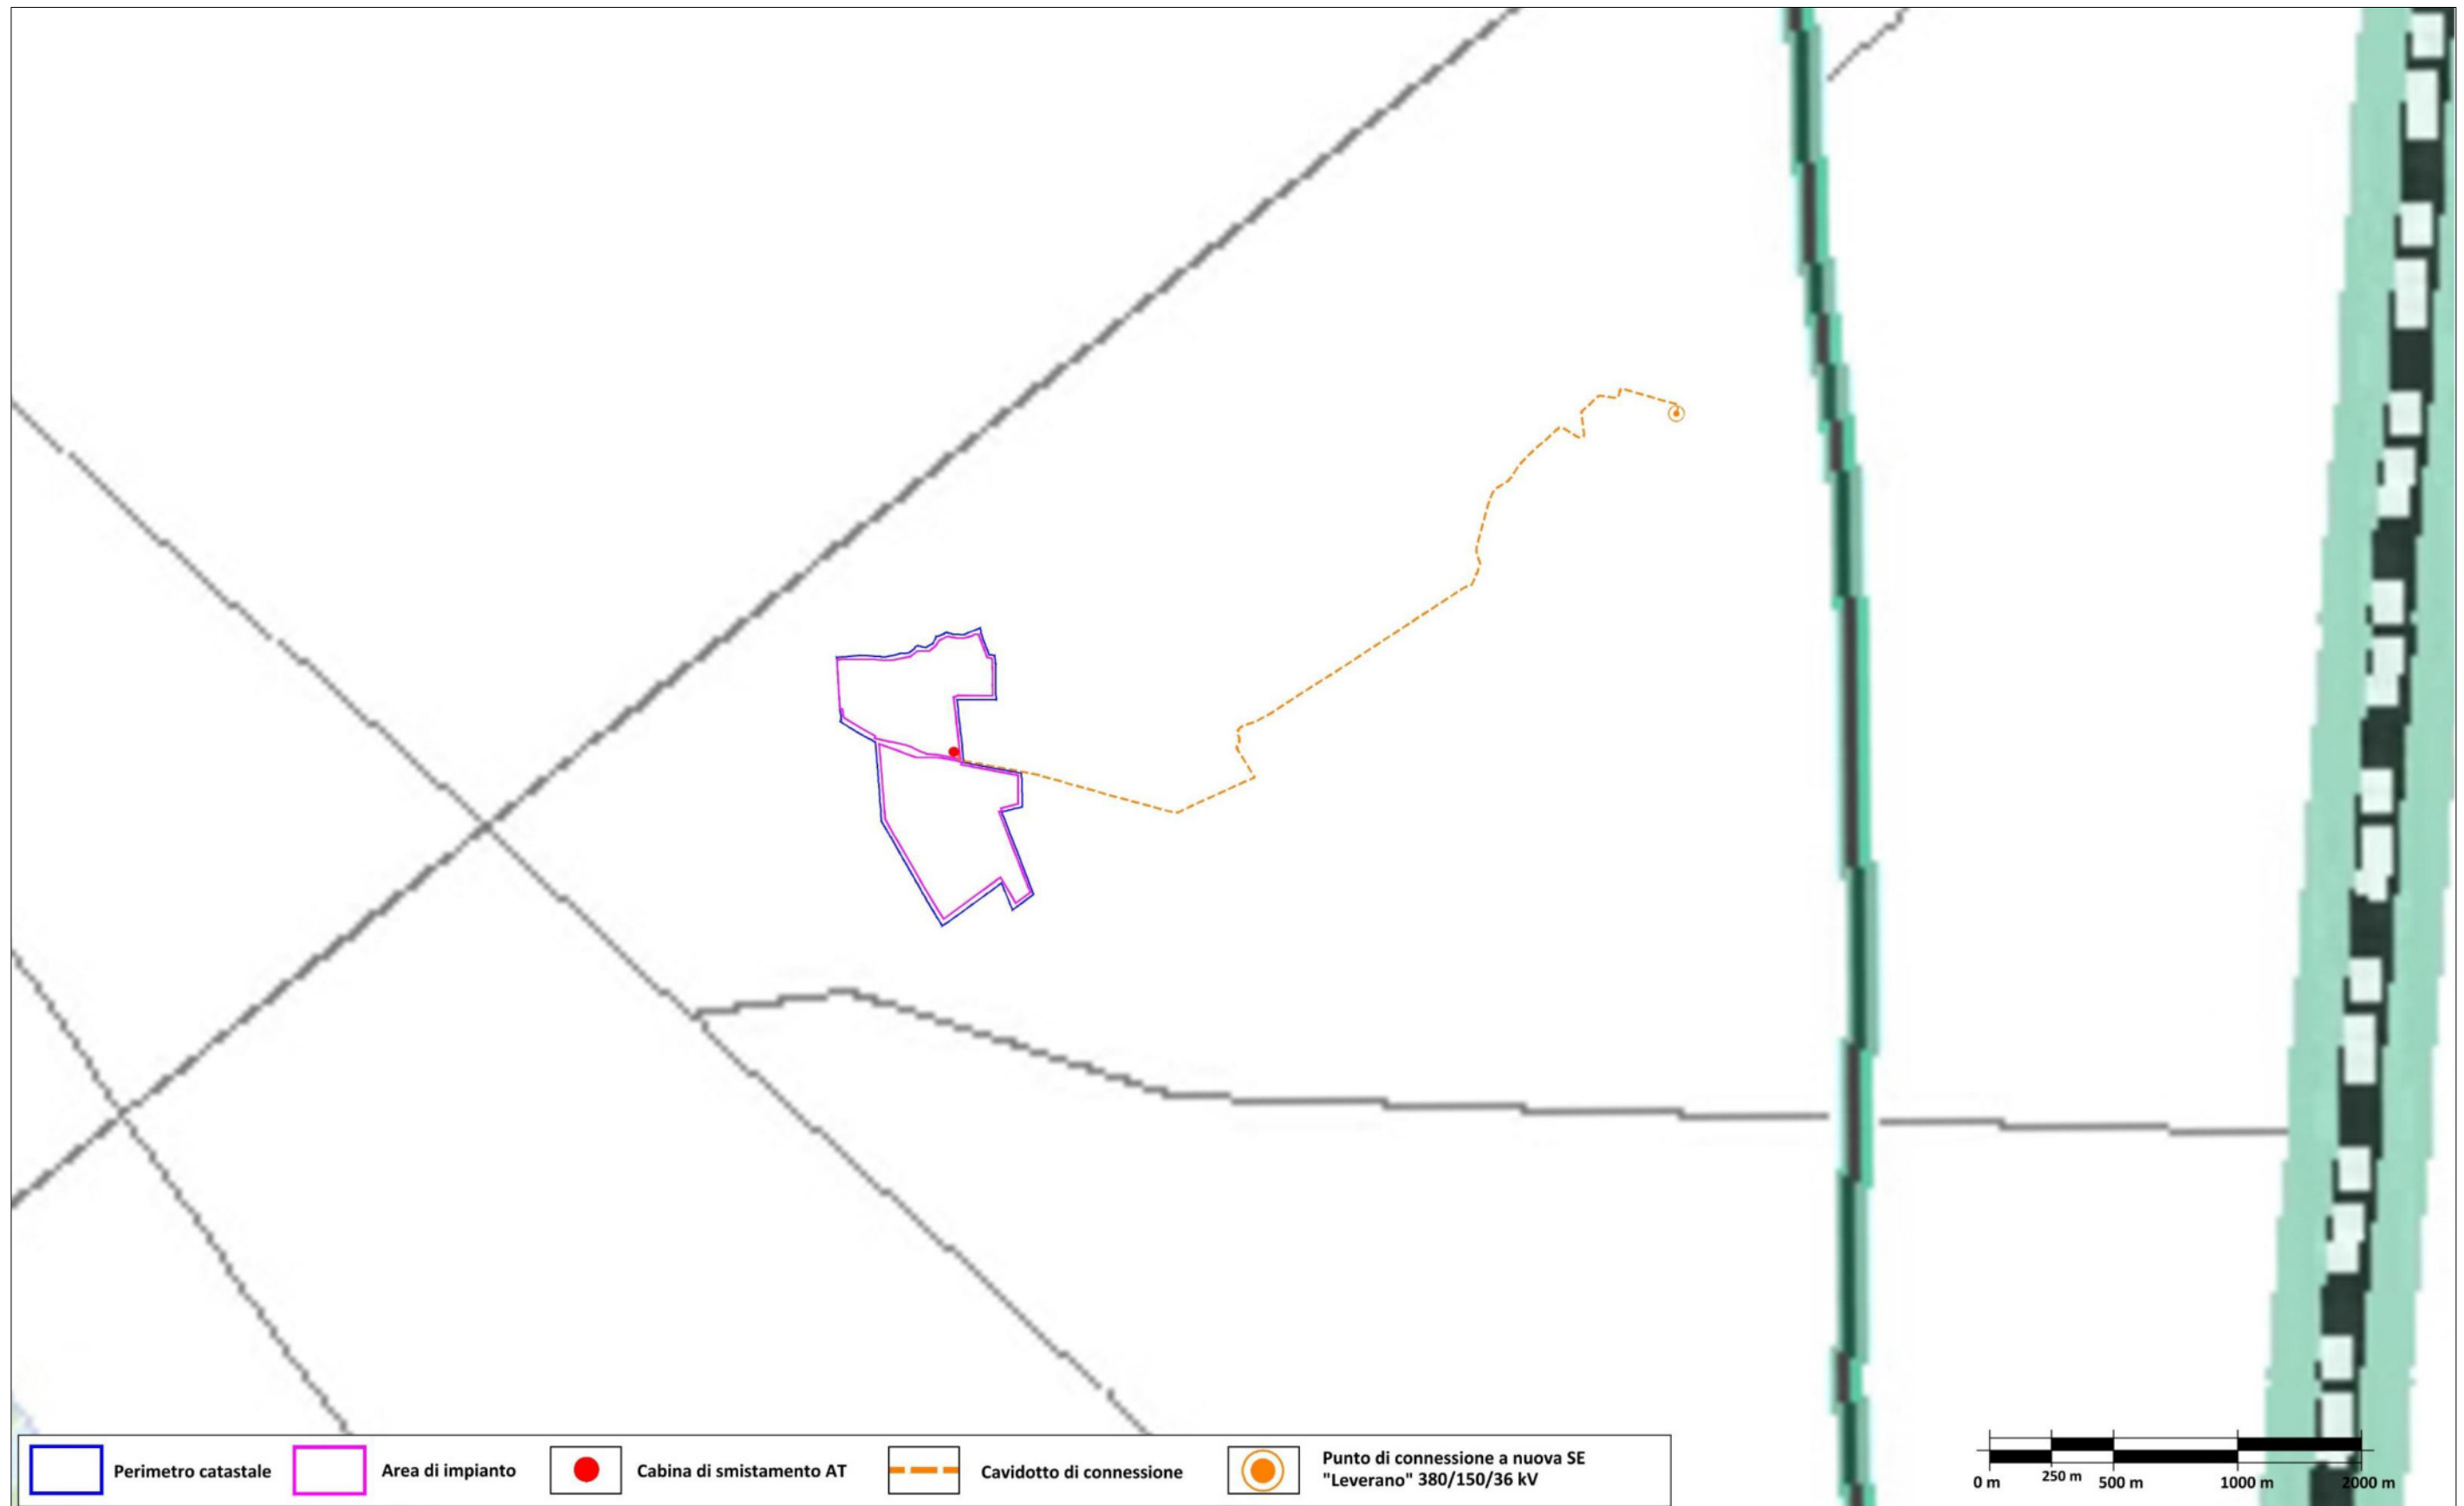 Perimetro catastale
Area di impianto
Cabina di smistamento AT
Cavidotto di connessione
Punto di connessione a nuova SE
"Leverano" 380/150/36 kV
0 m
250 m
500 m
1000 m
2000 m